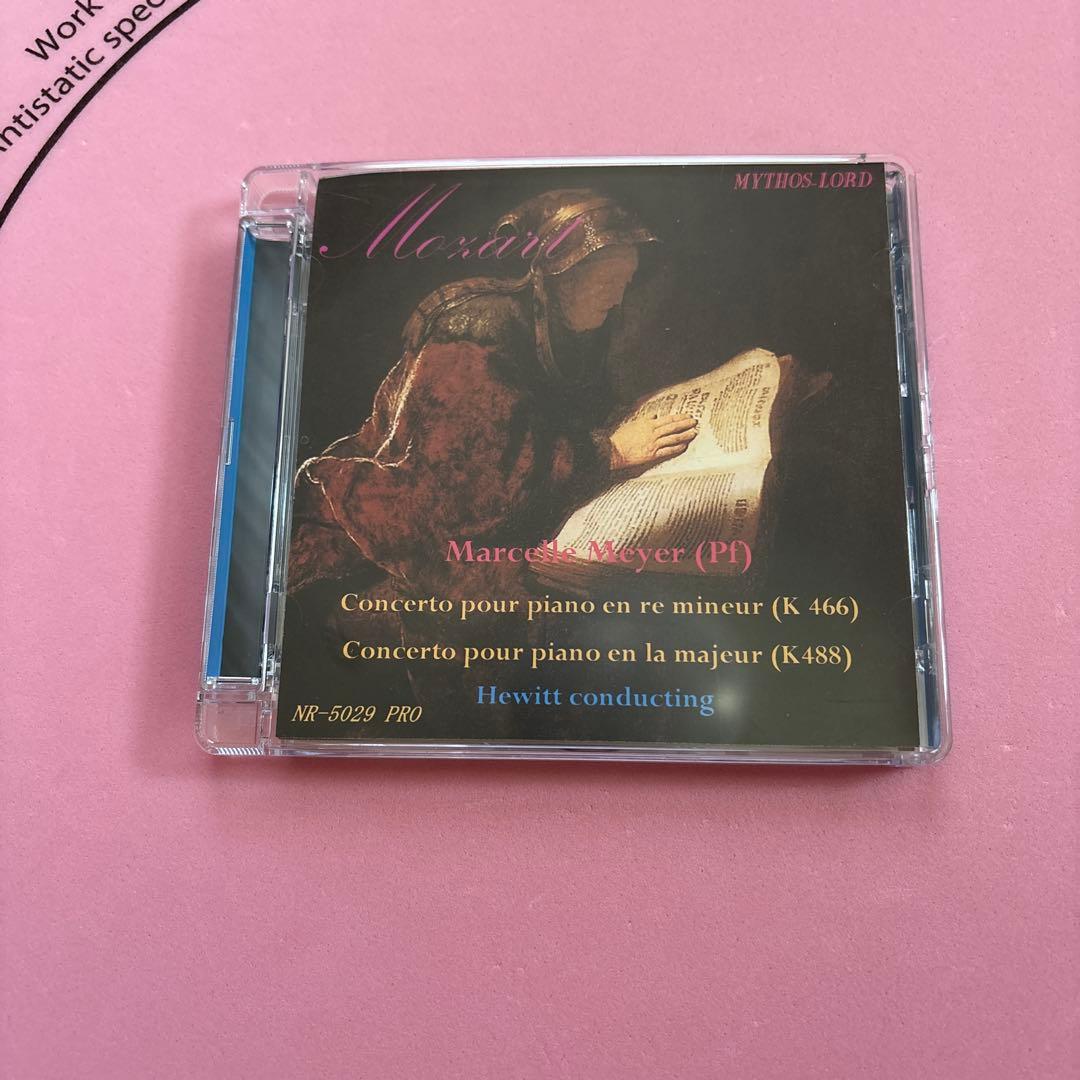 Work
ntistatic spec
MYTHOS-LORD
Mozart
Marcelle Meyer (Pf)
Concerto pour piano en re mineur (K 466)
Concerto pour piano en la majeur (K488)
Hewitt conducting
NR-5029 PRO